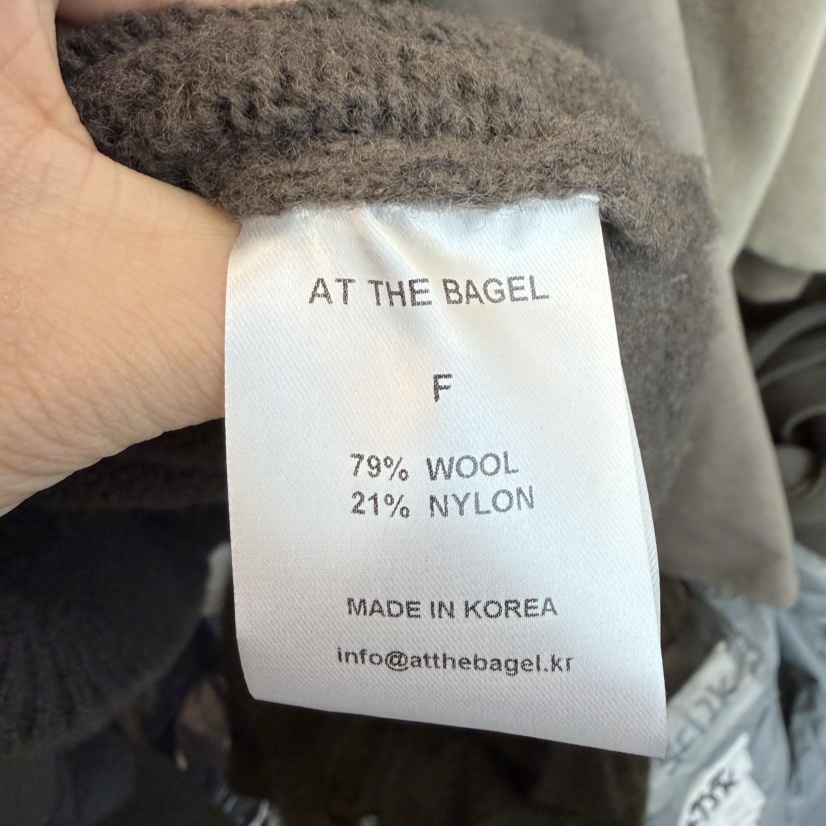 AT THE BAGEL
F
79% WOOL
21% NYLON
MADE IN KOREA
info@atthebagel.kr